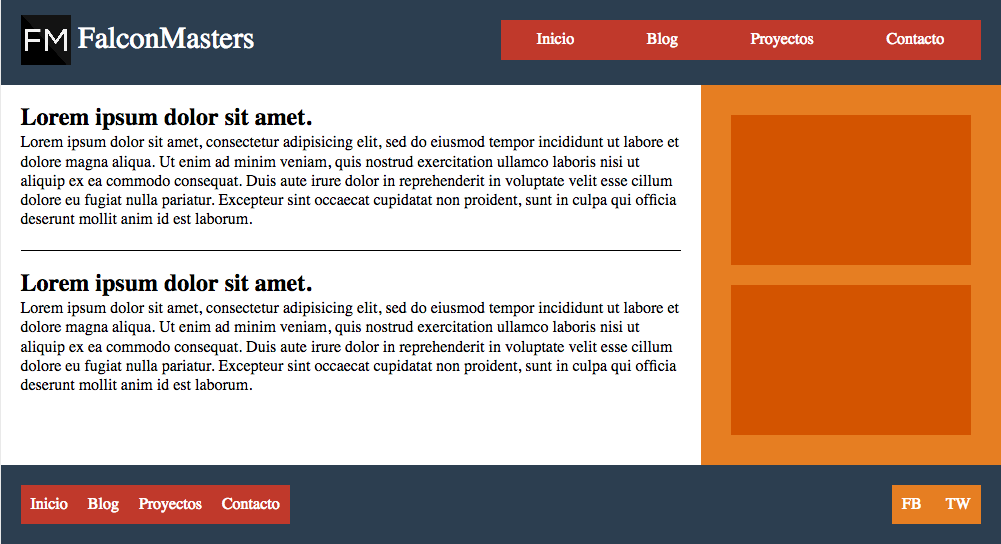 FM FalconMasters
Inicio Blog Proyectos Contacto
Lorem ipsum dolor sit amet.
Lorem ipsum dolor sit amet, consectetur adipisicing elit, sed do eiusmod tempor incididunt ut labore et
dolore magna aliqua. Ut enim ad minim veniam, quis nostrud exercitation ullamco laboris nisi ut
aliquip ex ea commodo consequat. Duis aute irure dolor in reprehenderit in voluptate velit esse cillum
dolore eu fugiat nulla pariatur. Excepteur sint occaecat cupidatat non proident, sunt in culpa qui officia
deserunt mollit anim id est laborum.
Lorem ipsum dolor sit amet.
Lorem ipsum dolor sit amet, consectetur adipisicing elit, sed do eiusmod tempor incididunt ut labore et
dolore magna aliqua. Ut enim ad minim veniam, quis nostrud exercitation ullamco laboris nisi ut
aliquip ex ea commodo consequat. Duis aute irure dolor in reprehenderit in voluptate velit esse cillum
dolore eu fugiat nulla pariatur. Excepteur sint occaecat cupidatat non proident, sunt in culpa qui officia
deserunt mollit anim id est laborum.
Inicio Blog Proyectos Contacto
FB TW